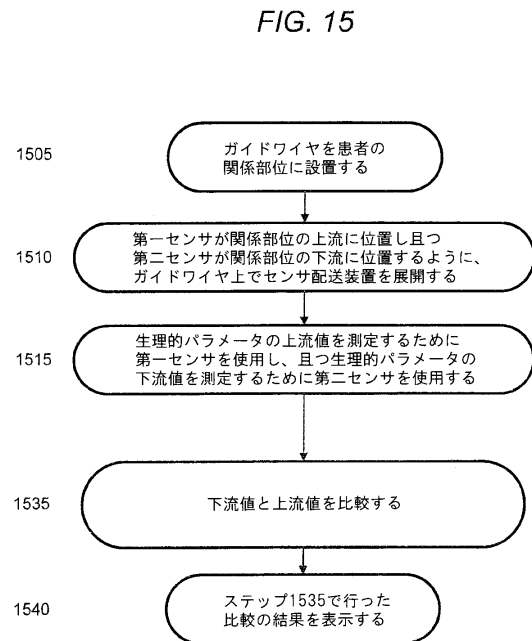 FIG. 15
1505
ガイドワイヤを患者の
関係部位に設置する
1510
第一センサが関係部位の上流に位置し且つ
第二センサが関係部位の下流に位置するように、
ガイドワイヤ上でセンサ配送装置を展開する
1515
生理的パラメータの上流値を測定するために
第一センサを使用し、且つ生理的パラメータの
下流値を測定するために第二センサを使用する
1535
下流値と上流値を比較する
1540
ステップ1535で行った
比較の結果を表示する